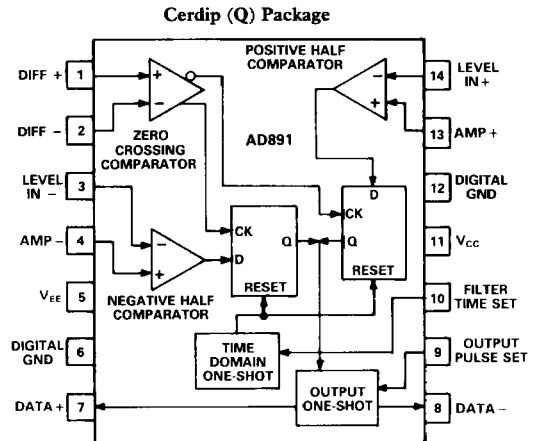 Cerdip (Q) Package
DIFF +
1
DIFF -
2
LEVEL
IN -
3
AMP -
4
VEE
5
DIGITAL
GND
6
DATA +
7
+
-
ZERO
CROSSING
COMPARATOR
-
+
NEGATIVE HALF
COMPARATOR
POSITIVE HALF
COMPARATOR
-
+
AD891
CK
D
Q
RESET
D
CK
Q
RESET
TIME
DOMAIN
ONE-SHOT
OUTPUT
ONE-SHOT
14
LEVEL
IN +
13
AMP +
12
DIGITAL
GND
11
VCC
10
FILTER
TIME SET
9
OUTPUT
PULSE SET
8
DATA -